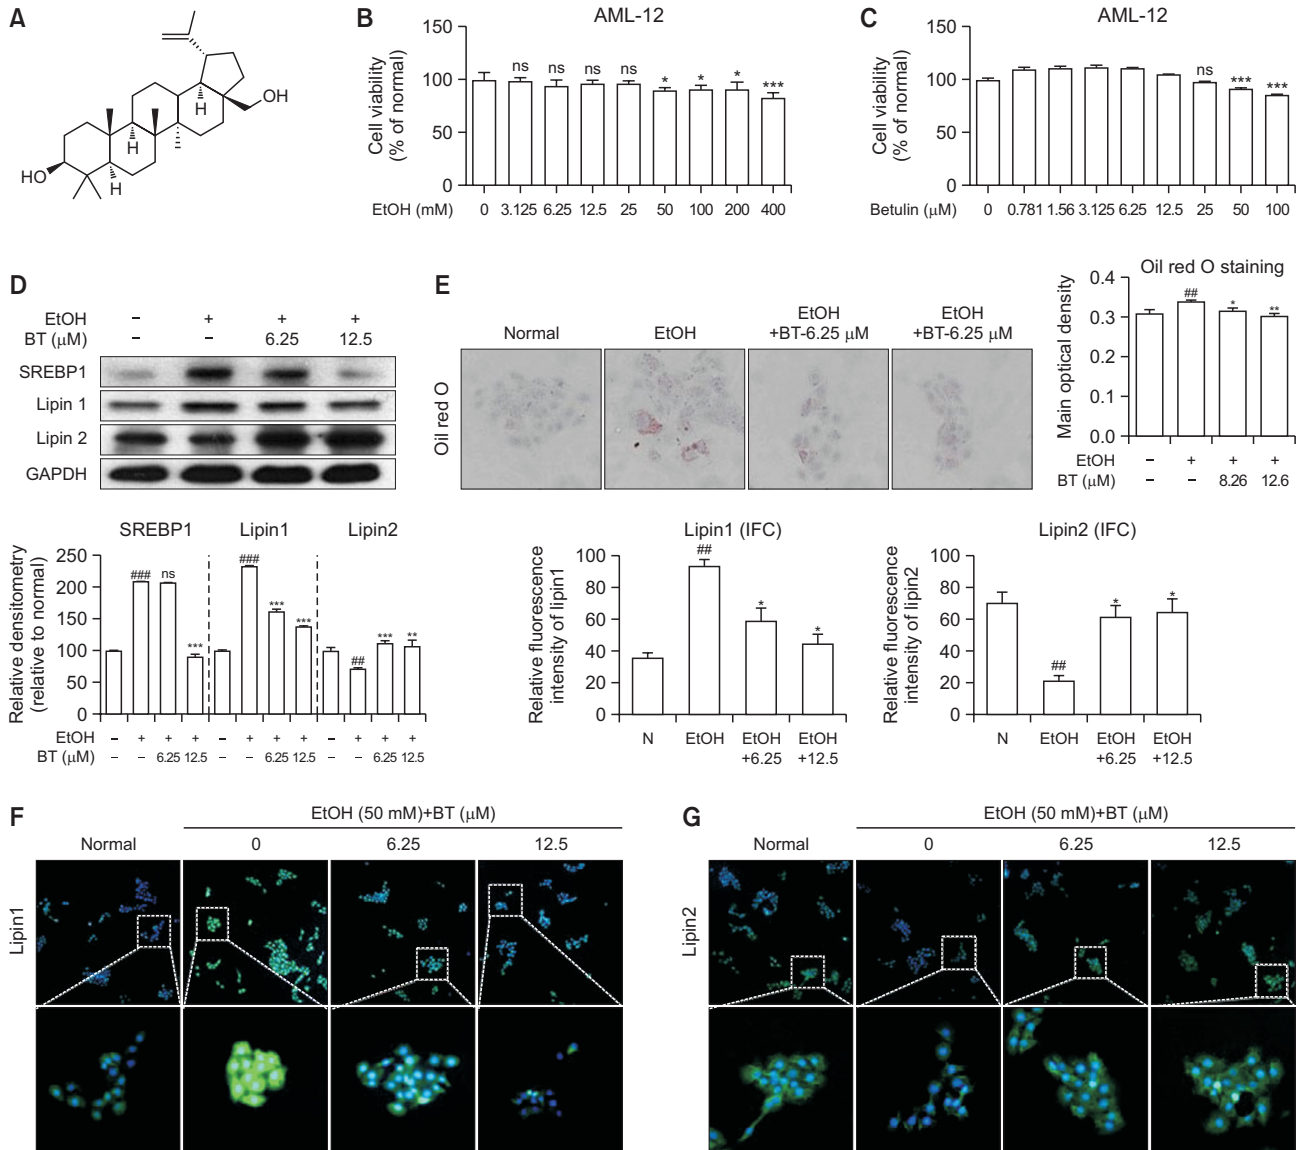 A
OH
H
H
H
HO
B
AML-12
Cell viability
(% of normal)
150
100
50
0
ns
ns
ns
ns
*
*
*
***
EtOH (mM)
0 3.125 6.25 12.5 25 50 100 200 400
C
AML-12
Cell viability
(% of normal)
150
100
50
0
ns
***
***
Betulin (μM)
0 0.781 1.56 3.125 6.25 12.5 25 50 100
D
EtOH – + + +
BT (μM) – – 6.25 12.5
SREBP1
Lipin 1
Lipin 2
GAPDH
SREBP1 Lipin1 Lipin2
Relative densitometry
(relative to normal)
250
200
150
100
50
0
### ns ***
### *** ***
## *** **
EtOH – + + + – + + + – + + +
BT (μM) – – 6.25 12.5 – – 6.25 12.5 – – 6.25 12.5
E
Oil red O
Normal
EtOH
EtOH
+BT-6.25 μM
EtOH
+BT-6.25 μM
Oil red O staining
Main optical density
0.4
0.3
0.2
0.1
0.0
## * **
EtOH – + + +
BT (μM) – – 8.26 12.6
Lipin1 (IFC)
Relative fluorescence
intensity of lipin1
100
80
60
40
20
0
## * *
N EtOH EtOH EtOH
+6.25 +12.5
Lipin2 (IFC)
Relative fluorescence
intensity of lipin2
100
80
60
40
20
0
## * *
N EtOH EtOH EtOH
+6.25 +12.5
F
EtOH (50 mM)+BT (μM)
Normal 0 6.25 12.5
Lipin1
G
EtOH (50 mM)+BT (μM)
Normal 0 6.25 12.5
Lipin2